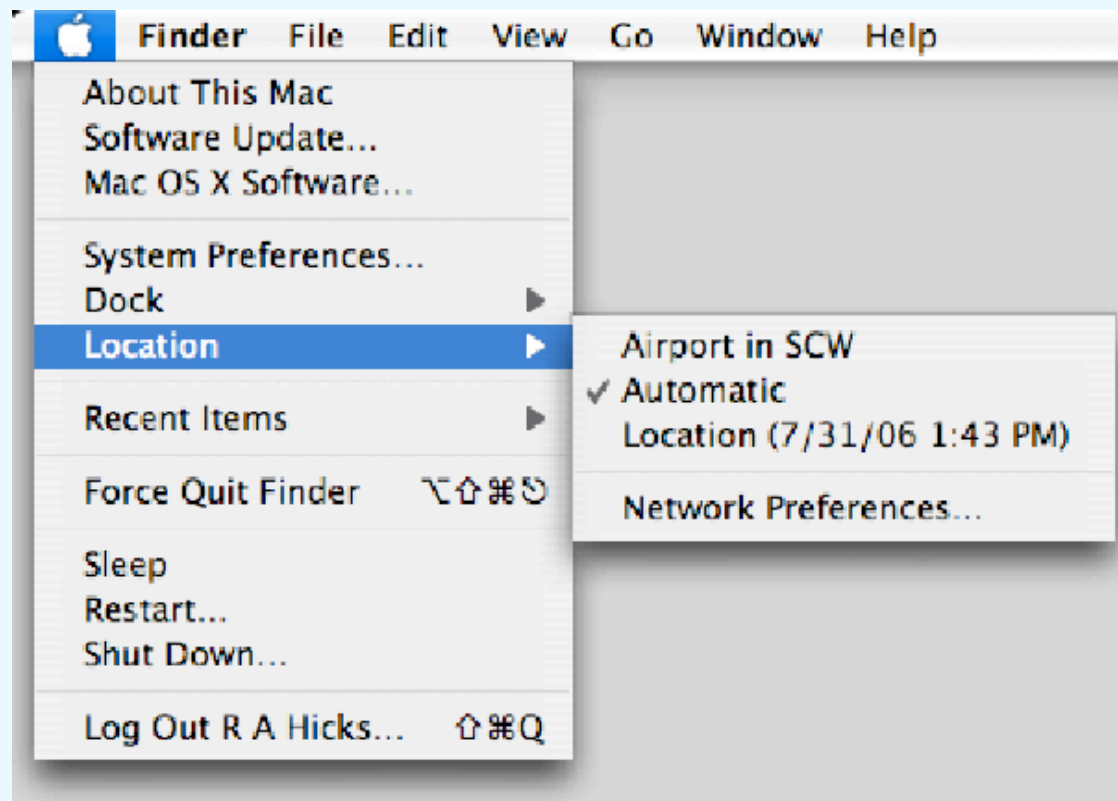 Finder File Edit View Go Window Help
About This Mac
Software Update...
Mac OS X Software...
System Preferences...
Dock
Location
Airport in SCW
✓ Automatic
Location (7/31/06 1:43 PM)
Network Preferences...
Recent Items
Force Quit Finder ⌥⇧⌘⎋
Sleep
Restart...
Shut Down...
Log Out R A Hicks... ⇧⌘Q